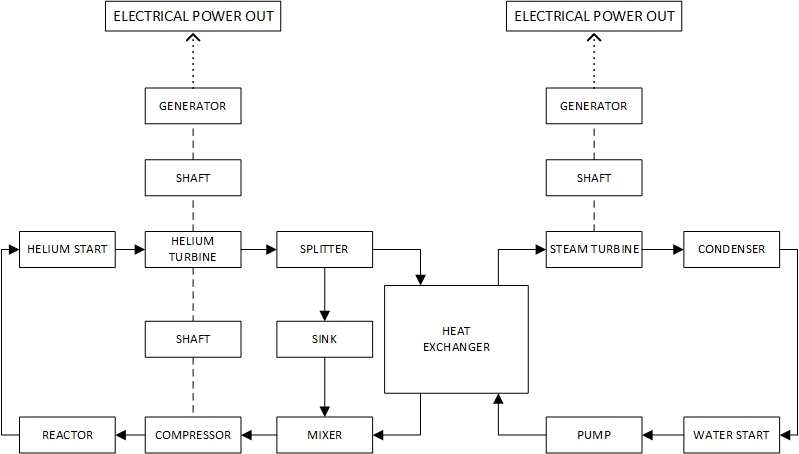 ELECTRICAL POWER OUT
ELECTRICAL POWER OUT
GENERATOR
GENERATOR
SHAFT
SHAFT
HELIUM START
HELIUM
TURBINE
SPLITTER
STEAM TURBINE
CONDENSER
SHAFT
SINK
HEAT
EXCHANGER
REACTOR
COMPRESSOR
MIXER
PUMP
WATER START